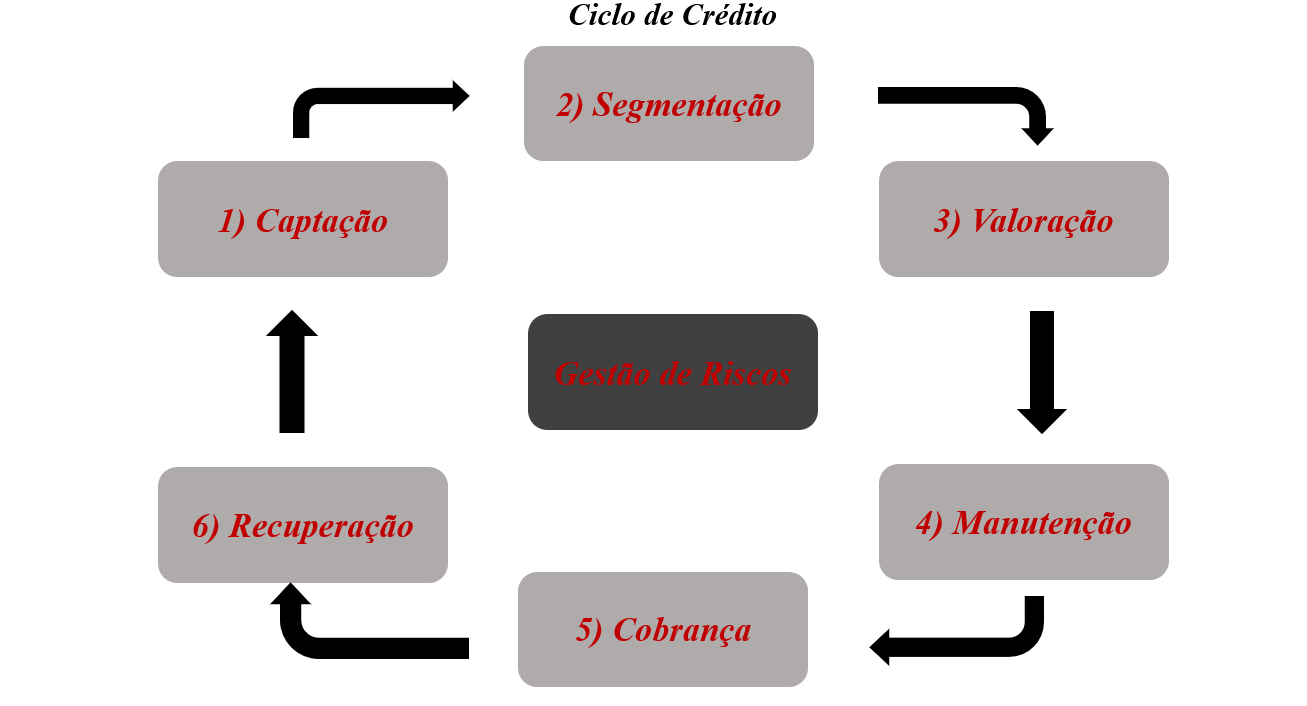 Ciclo de Crédito
2) Segmentação
1) Captação
3) Valoração
Gestão de Riscos
6) Recuperação
4) Manutenção
5) Cobrança